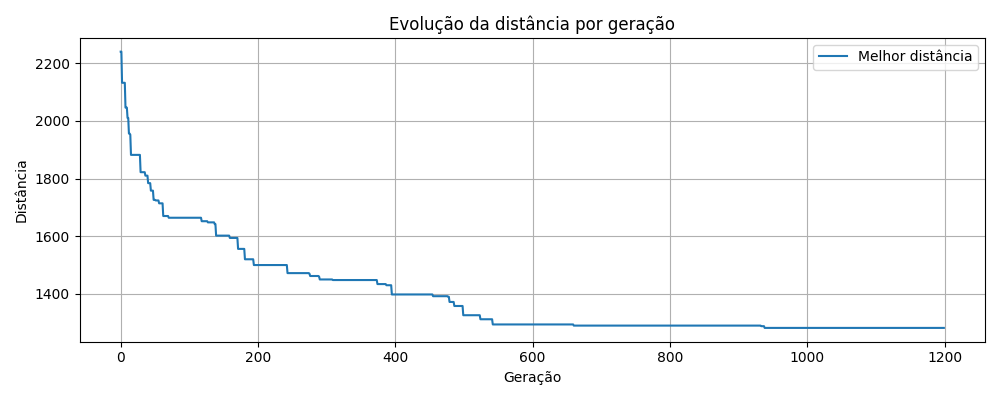 Evolução da distância por geração
Melhor distância
Distância
2200
2000
1800
1600
1400
0 200 400 600 800 1000 1200
Geração